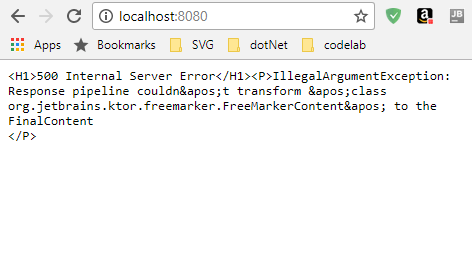 localhost:8080
Apps Bookmarks SVG dotNet codelab
<H1>500 Internal Server Error</H1><P>IllegalArgumentException:
Response pipeline couldn&apos;t transform &apos;class
org.jetbrains.ktor.freemarker.FreeMarkerContent&apos; to the
FinalContent
</P>